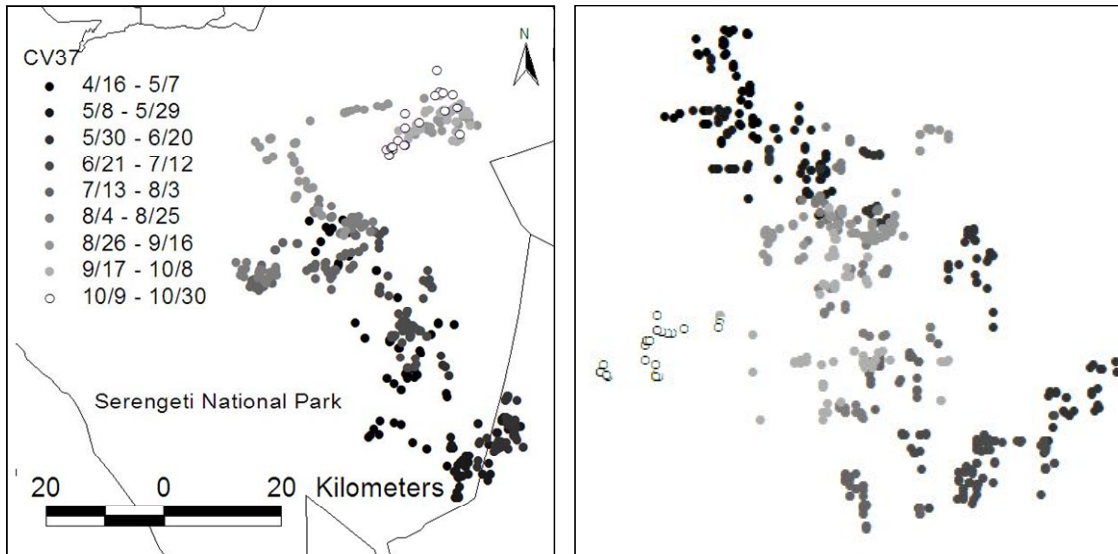 N
CV37
4/16 - 5/7
5/8 - 5/29
5/30 - 6/20
6/21 - 7/12
7/13 - 8/3
8/4 - 8/25
8/26 - 9/16
9/17 - 10/8
10/9 - 10/30
Serengeti National Park
20 0 20 Kilometers